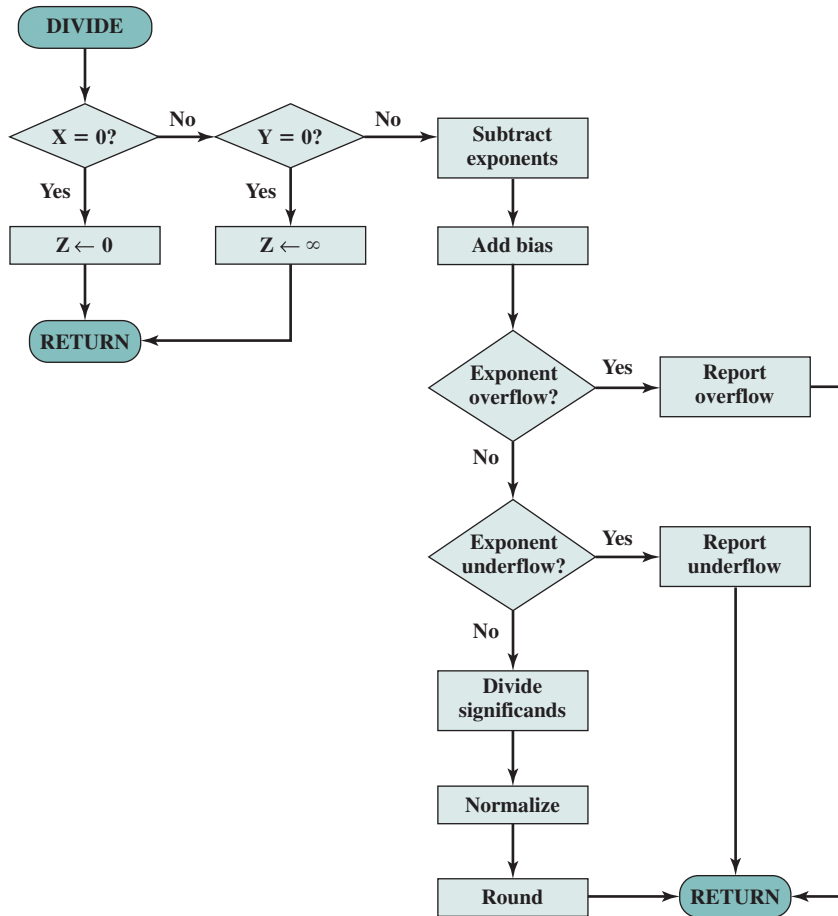 DIVIDE
X = 0?
No
Y = 0?
No
Subtract
exponents
Yes
Yes
Z ← 0
Z ← ∞
Add bias
RETURN
Exponent
overflow?
Yes
Report
overflow
No
Exponent
underflow?
Yes
Report
underflow
No
Divide
significands
Normalize
Round
RETURN